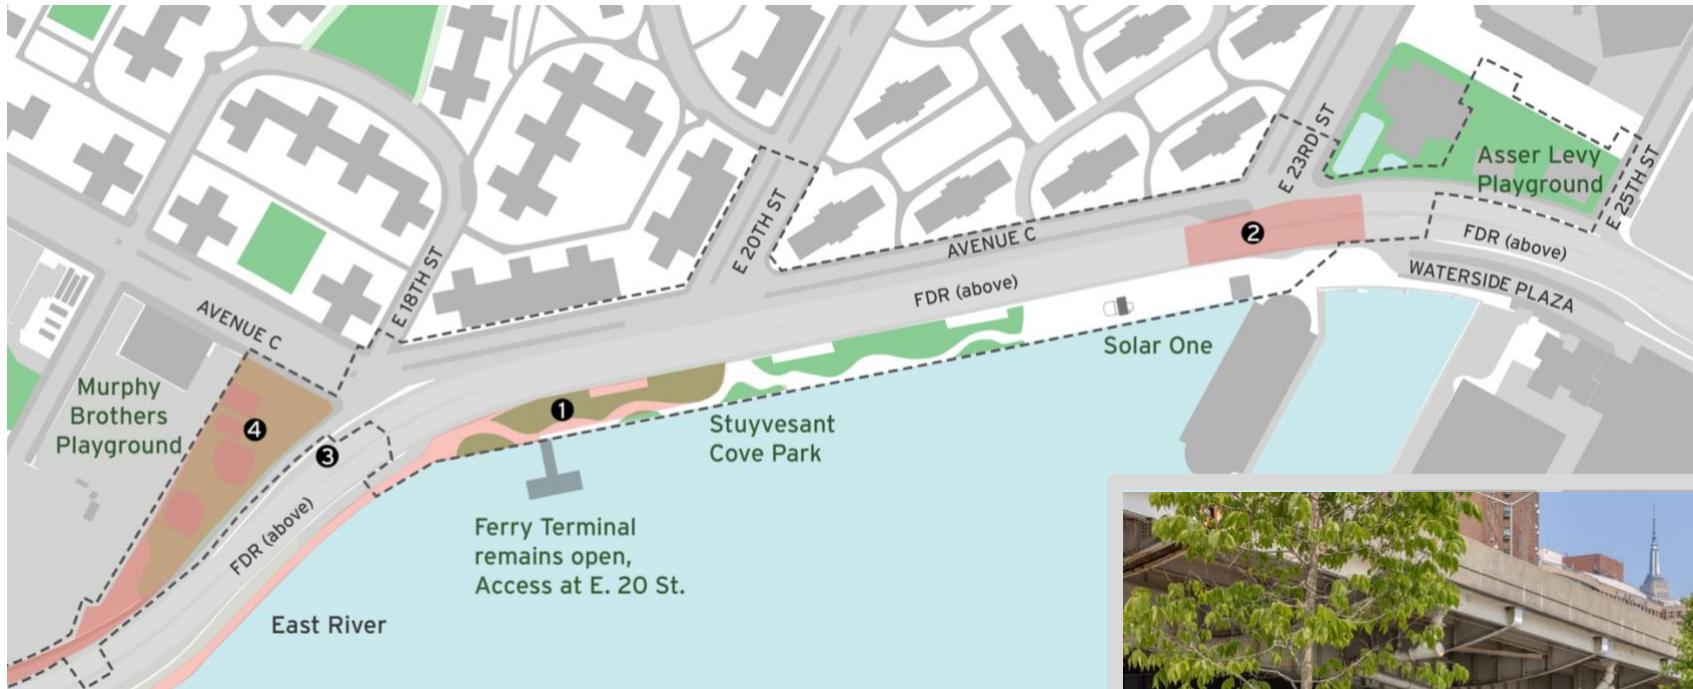 E 23RD ST
Asser Levy
Playground
E 25TH ST
E 20TH ST
AVENUE C
2
FDR (above)
E 18TH ST
FDR (above)
WATERSIDE PLAZA
AVENUE C
Solar One
Murphy
Brothers
Playground
4
1
Stuyvesant
Cove Park
3
FDR (above)
Ferry Terminal
remains open,
Access at E. 20 St.
East River